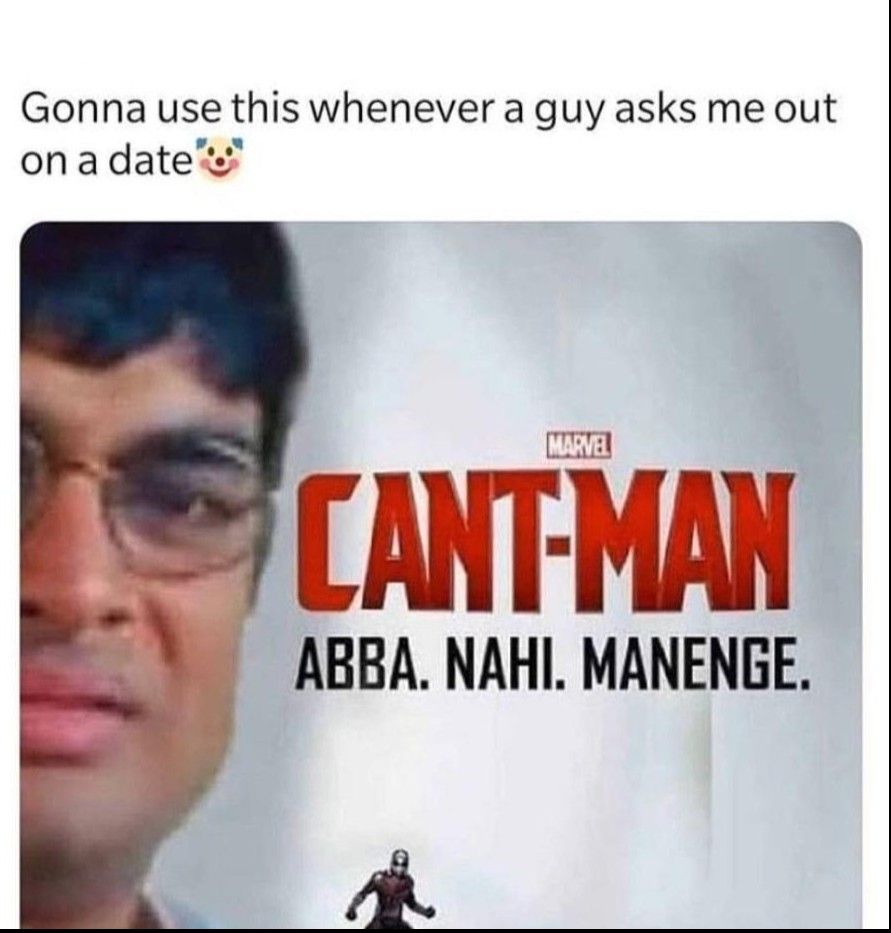 Gonna use this whenever a guy asks me out
on a date🤡
MARVEL
CANT-MAN
ABBA. NAHI. MANENGE.